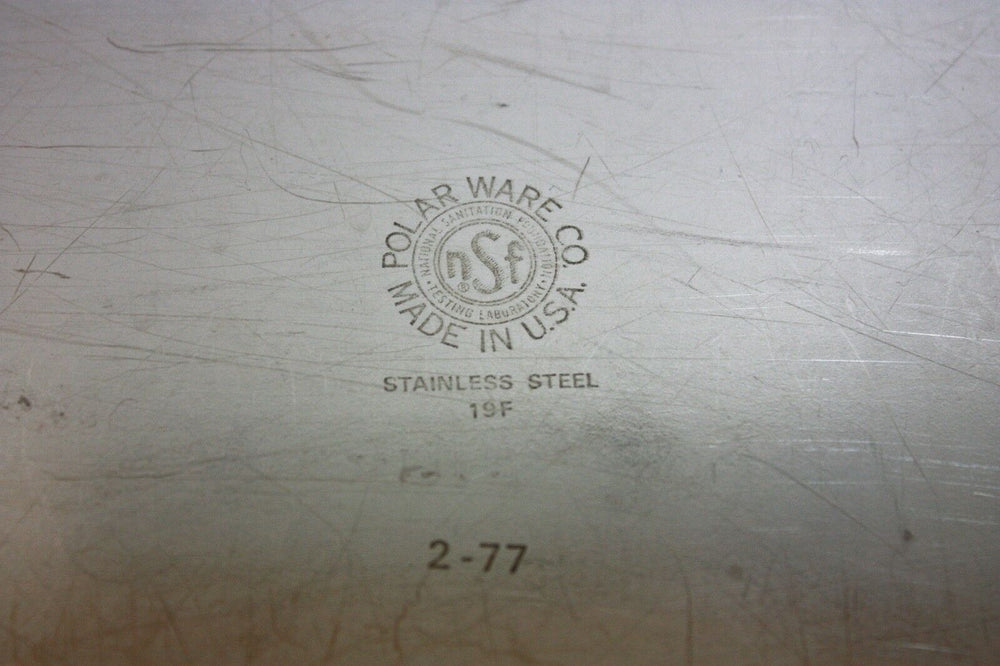 POLAR WARE CO.
NATIONAL SANITATION FOUNDATION
nSf®
TESTING LABORATORY
MADE IN U.S.A.
STAINLESS STEEL
19F
2-77